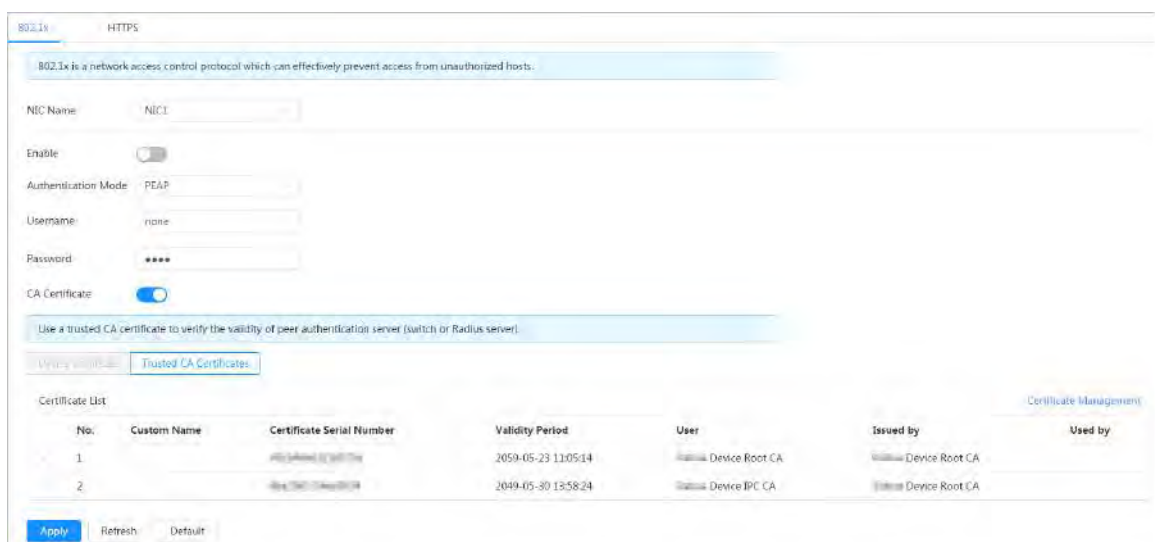 802.1x HTTPS
802.1x is a network access control protocol which can effectively prevent access from unauthorized hosts.
NIC Name NIC1
Enable
Authentication Mode PEAP
Username none
Password ••••
CA Certificate
Use a trusted CA certificate to verify the validity of peer authentication server (switch or Radius server)
Trusted CA Certificates
Certificate List Certificate Management
No. Custom Name Certificate Serial Number Validity Period User Issued by Used by
1 2059-05-23 11:05:14 Device Root CA Device Root CA
2 2049-05-30 13:58:24 Device IPC CA Device Root CA
Apply Refresh Default